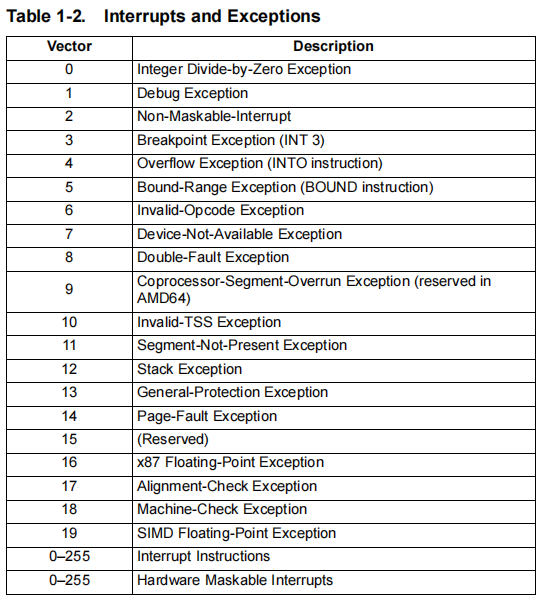 Table 1-2. Interrupts and Exceptions
Vector Description
0 Integer Divide-by-Zero Exception
1 Debug Exception
2 Non-Maskable-Interrupt
3 Breakpoint Exception (INT 3)
4 Overflow Exception (INTO instruction)
5 Bound-Range Exception (BOUND instruction)
6 Invalid-Opcode Exception
7 Device-Not-Available Exception
8 Double-Fault Exception
9 Coprocessor-Segment-Overrun Exception (reserved in
AMD64)
10 Invalid-TSS Exception
11 Segment-Not-Present Exception
12 Stack Exception
13 General-Protection Exception
14 Page-Fault Exception
15 (Reserved)
16 x87 Floating-Point Exception
17 Alignment-Check Exception
18 Machine-Check Exception
19 SIMD Floating-Point Exception
0–255 Interrupt Instructions
0–255 Hardware Maskable Interrupts